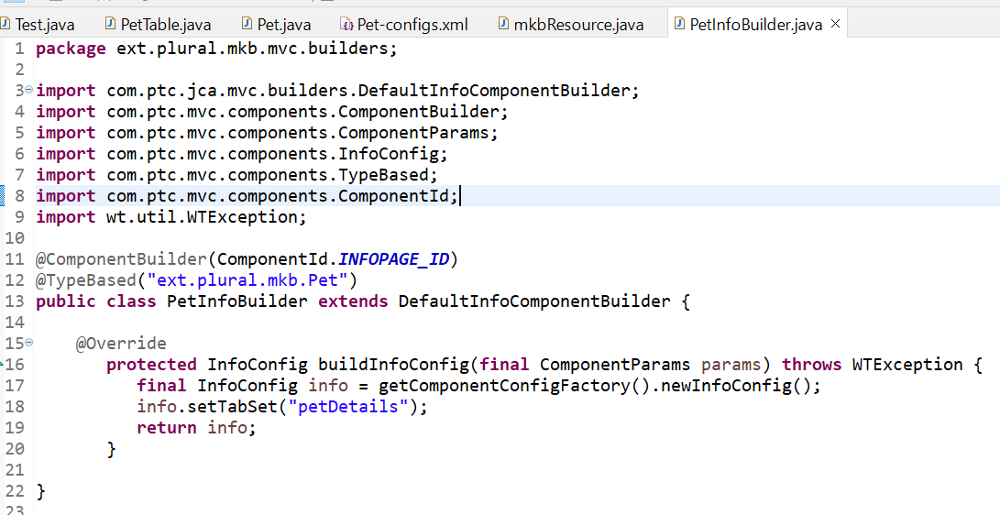 Test.java PetTable.java Pet.java Pet-configs.xml mkbResource.java PetInfoBuilder.java
1 package ext.plural.mkb.mvc.builders;
2
3 import com.ptc.jca.mvc.builders.DefaultInfoComponentBuilder;
4 import com.ptc.mvc.components.ComponentBuilder;
5 import com.ptc.mvc.components.ComponentParams;
6 import com.ptc.mvc.components.InfoConfig;
7 import com.ptc.mvc.components.TypeBased;
8 import com.ptc.mvc.components.ComponentId;
9 import wt.util.WTException;
10
11 @ComponentBuilder(ComponentId.INFOPAGE_ID)
12 @TypeBased("ext.plural.mkb.Pet")
13 public class PetInfoBuilder extends DefaultInfoComponentBuilder {
14
15 @Override
16 protected InfoConfig buildInfoConfig(final ComponentParams params) throws WTException {
17 final InfoConfig info = getComponentConfigFactory().newInfoConfig();
18 info.setTabSet("petDetails");
19 return info;
20 }
21
22 }
23